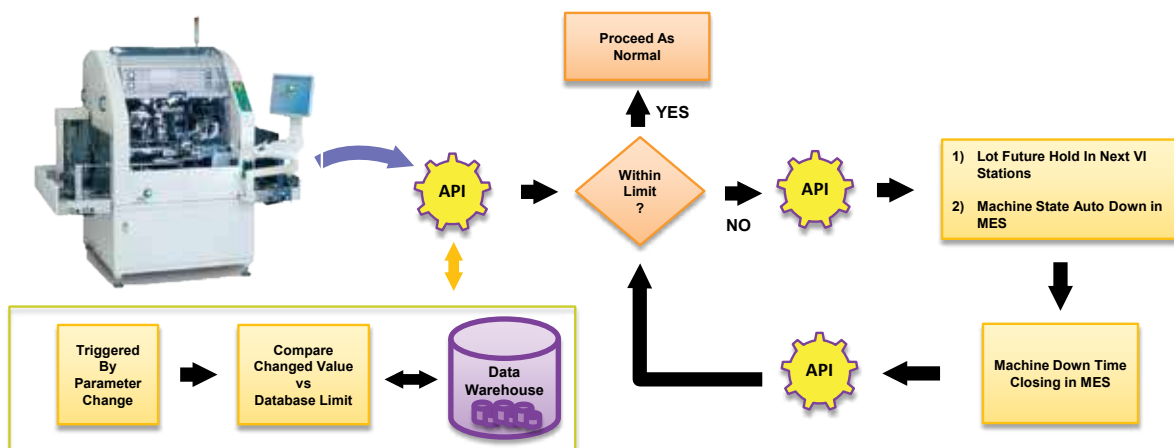 Proceed As
Normal
YES
API
Within
Limit
?
NO
API
1) Lot Future Hold In Next VI
Stations
2) Machine State Auto Down in
MES
Triggered
By
Parameter
Change
Compare
Changed Value
vs
Database Limit
Data
Warehouse
API
Machine Down Time
Closing in MES